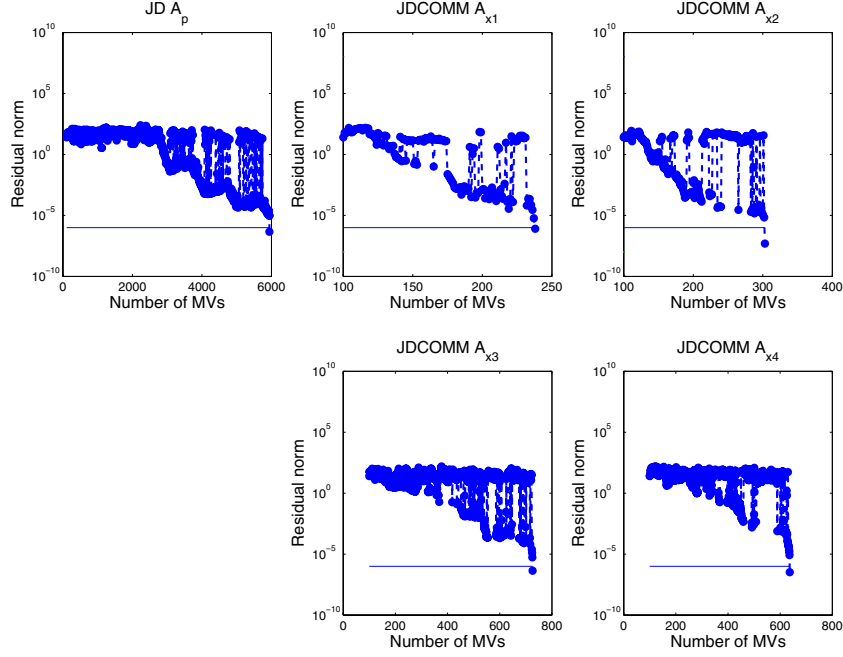 JD A_p
10^10
10^5
10^0
10^-5
10^-10
Residual norm
0 2000 4000 6000
Number of MVs
JDCOMM A_x1
10^10
10^5
10^0
10^-5
10^-10
Residual norm
100 150 200 250
Number of MVs
JDCOMM A_x2
10^10
10^5
10^0
10^-5
10^-10
Residual norm
100 200 300 400
Number of MVs
JDCOMM A_x3
10^10
10^5
10^0
10^-5
10^-10
Residual norm
0 200 400 600 800
Number of MVs
JDCOMM A_x4
10^10
10^5
10^0
10^-5
10^-10
Residual norm
0 200 400 600 800
Number of MVs